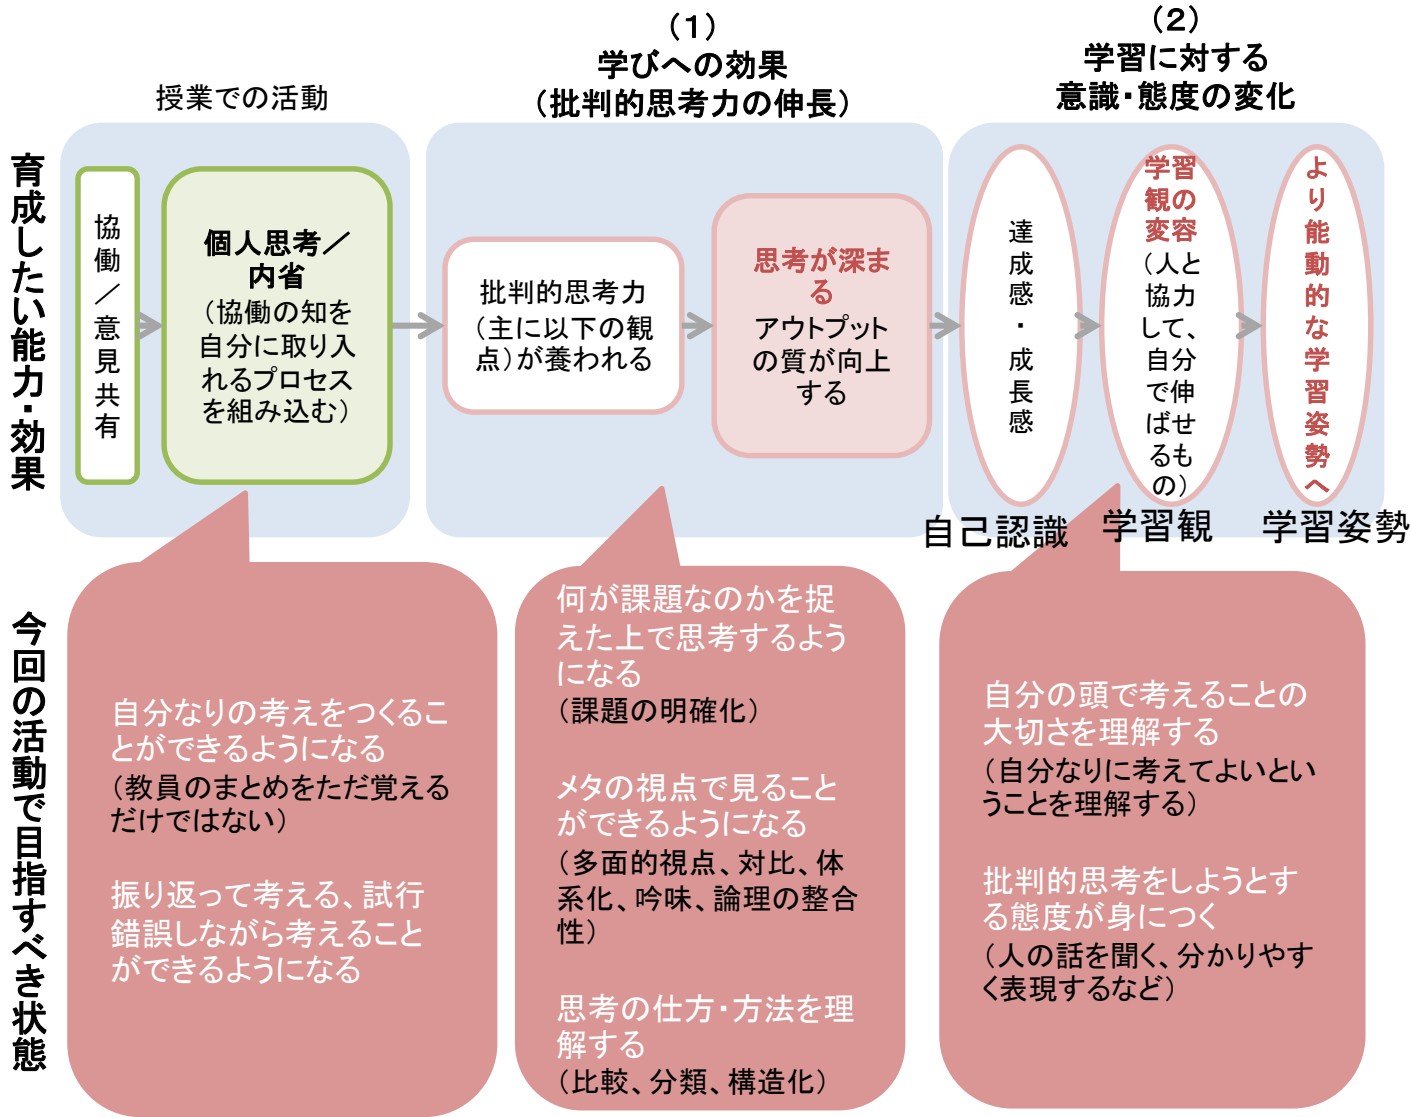 (1)
学びへの効果
(批判的思考力の伸長)
(2)
学習に対する
意識・態度の変化
授業での活動
育成したい能力・効果
協働／意見共有
個人思考／
内省
(協働の知を
自分に取り入
れるプロセス
を組み込む)
批判的思考力
(主に以下の観
点)が養われる
思考が深ま
る
アウトプット
の質が向上
する
達成感・成長感
学習
観の
変容
(人と
協力
して、
自分
で伸
ばせ
るも
の)
より能動的な学習姿勢へ
自己認識
学習観
学習姿勢
今回の活動で目指すべき状態
自分なりの考えをつくるこ
とができるようになる
(教員のまとめをただ覚える
だけではない)
振り返って考える、試行
錯誤しながら考えること
ができるようになる
何が課題なのかを捉
えた上で思考するよう
になる
(課題の明確化)
メタの視点で見ること
ができるようになる
(多面的視点、対比、体
系化、吟味、論理の整合
性)
思考の仕方・方法を理
解する
(比較、分類、構造化)
自分の頭で考えることの
大切さを理解する
(自分なりに考えてよいとい
うことを理解する)
批判的思考をしようとす
る態度が身につく
(人の話を聞く、分かりやす
く表現するなど)